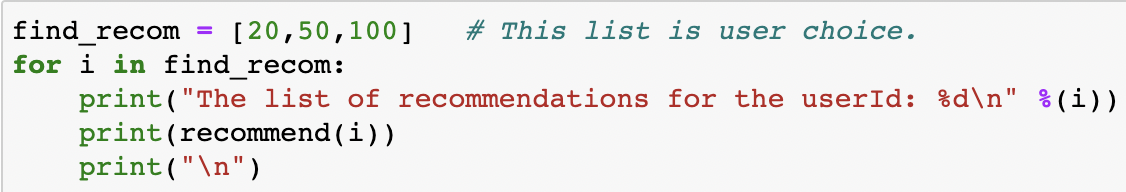 find_recom = [20,50,100]   # This list is user choice.
for i in find_recom:
    print("The list of recommendations for the userId: %d\n" %(i))
    print(recommend(i))
    print("\n")